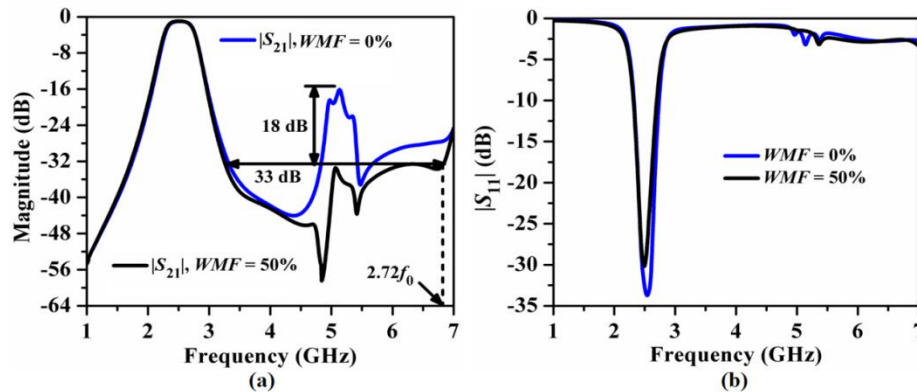 (a)
|S21|, WMF = 0%
18 dB
33 dB
|S21|, WMF = 50%
2.72f0
Magnitude (dB)
0
-8
-16
-24
-32
-40
-48
-56
-64
1 2 3 4 5 6 7
Frequency (GHz)
(a)
|S11| (dB)
0
-5
-10
-15
-20
-25
-30
-35
WMF = 0%
WMF = 50%
1 2 3 4 5 6 7
Frequency (GHz)
(b)